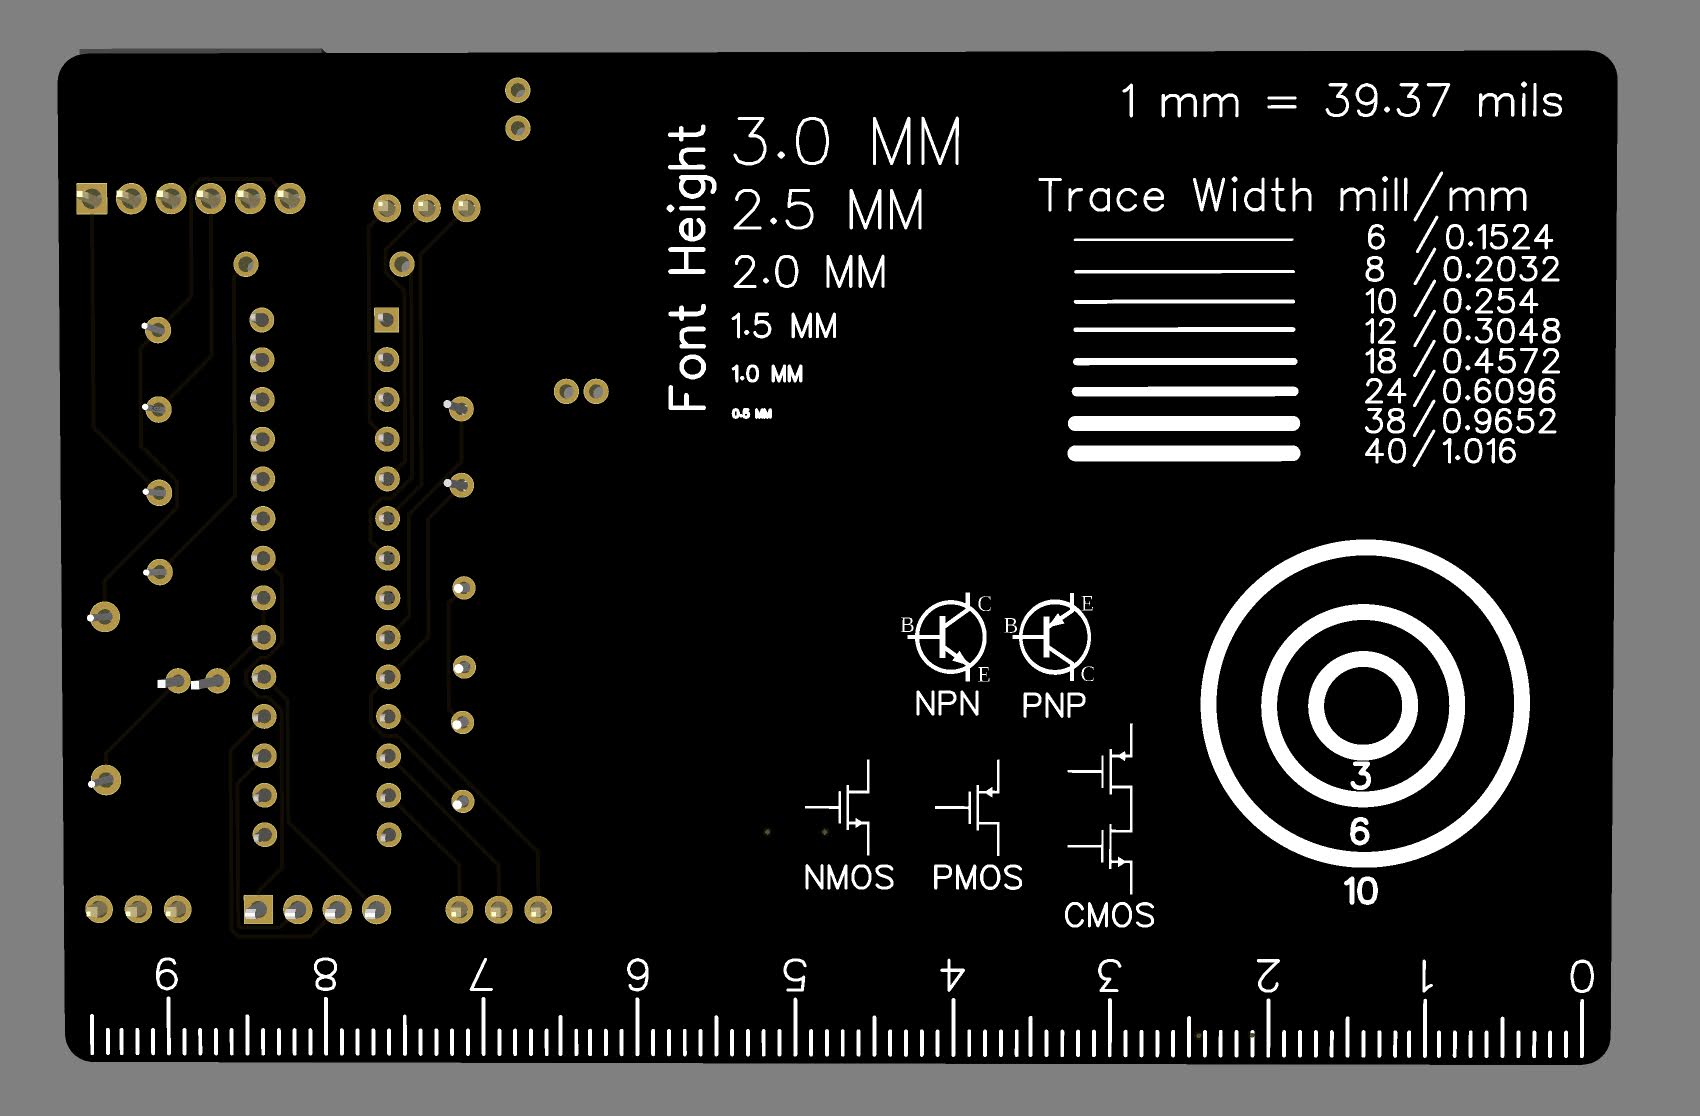 1 mm = 39.37 mils
Font Height
3.0 MM
2.5 MM
2.0 MM
1.5 MM
1.0 MM
0.5 MM
Trace Width mill/mm
6 /0.1524
8 /0.2032
10 /0.254
12 /0.3048
18 /0.4572
24 /0.6096
38 /0.9652
40 /1.016
B C E
NPN
B E C
PNP
NMOS
PMOS
CMOS
3
6
10
9 8 7 6 5 4 3 2 1 0